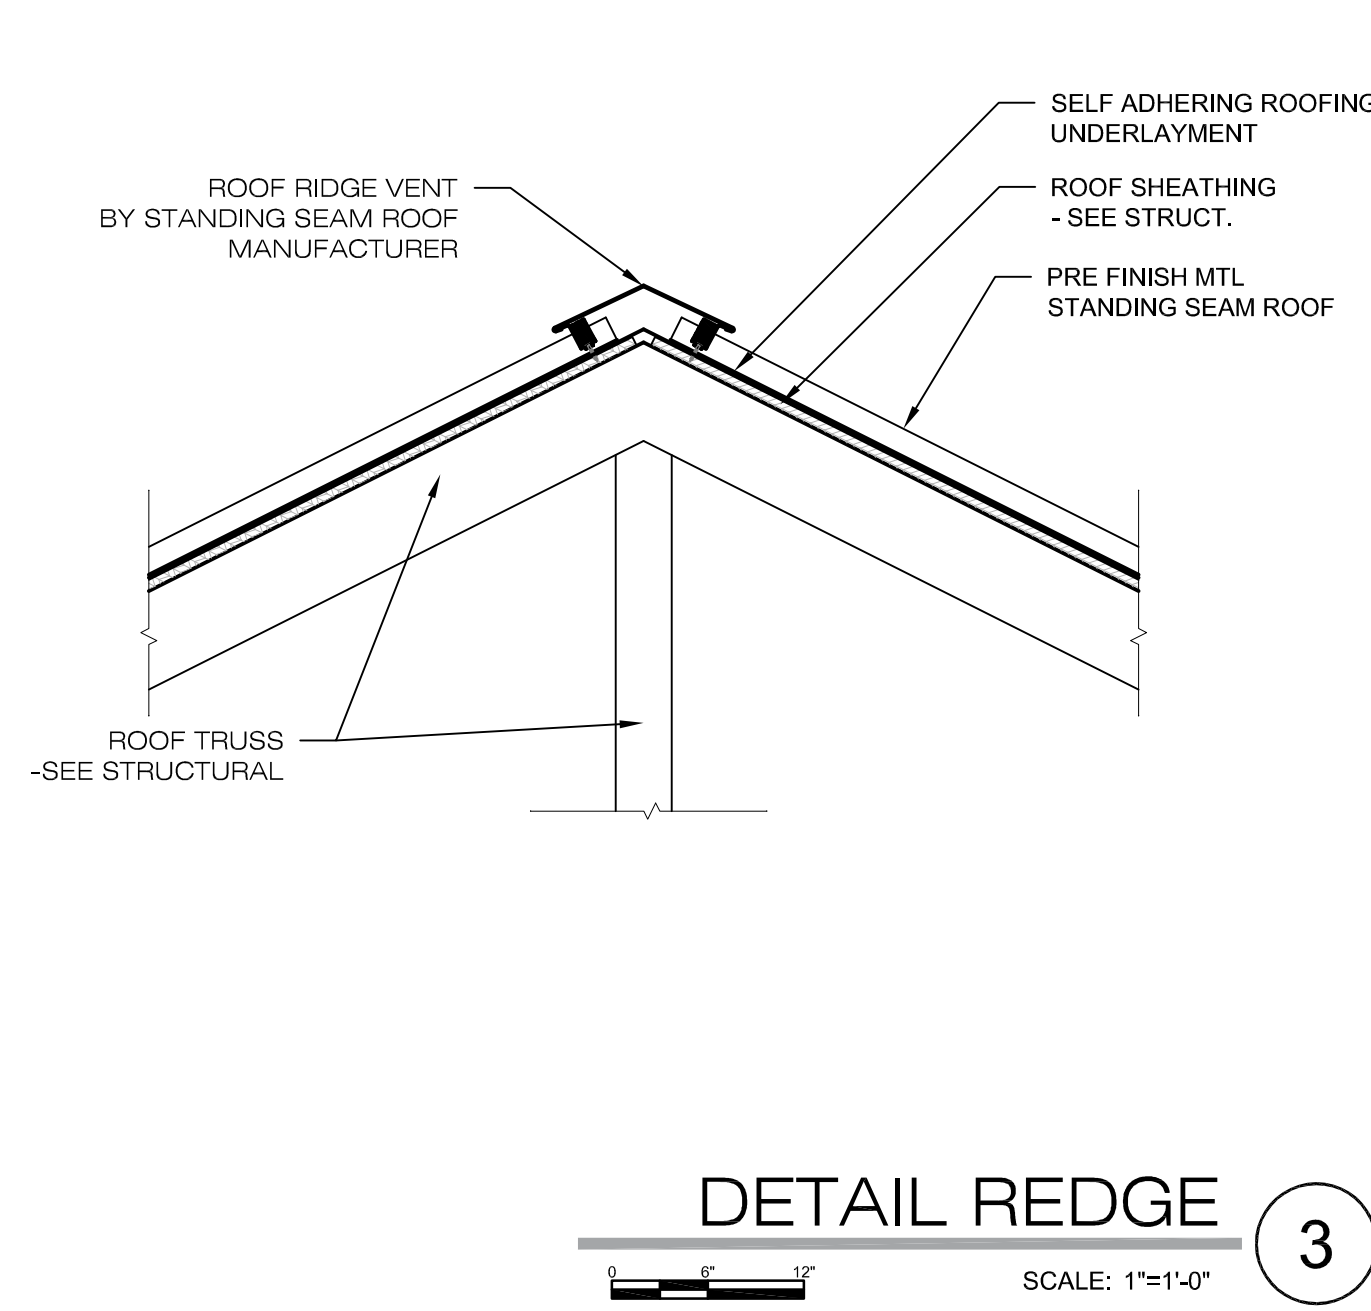 SELF ADHERING ROOFING
UNDERLAYMENT
ROOF RIDGE VENT
BY STANDING SEAM ROOF
MANUFACTURER
ROOF SHEATHING
- SEE STRUCT.
PRE FINISH MTL
STANDING SEAM ROOF
ROOF TRUSS
-SEE STRUCTURAL
DETAIL REDGE
3
0 6" 12"
SCALE: 1"=1'-0"